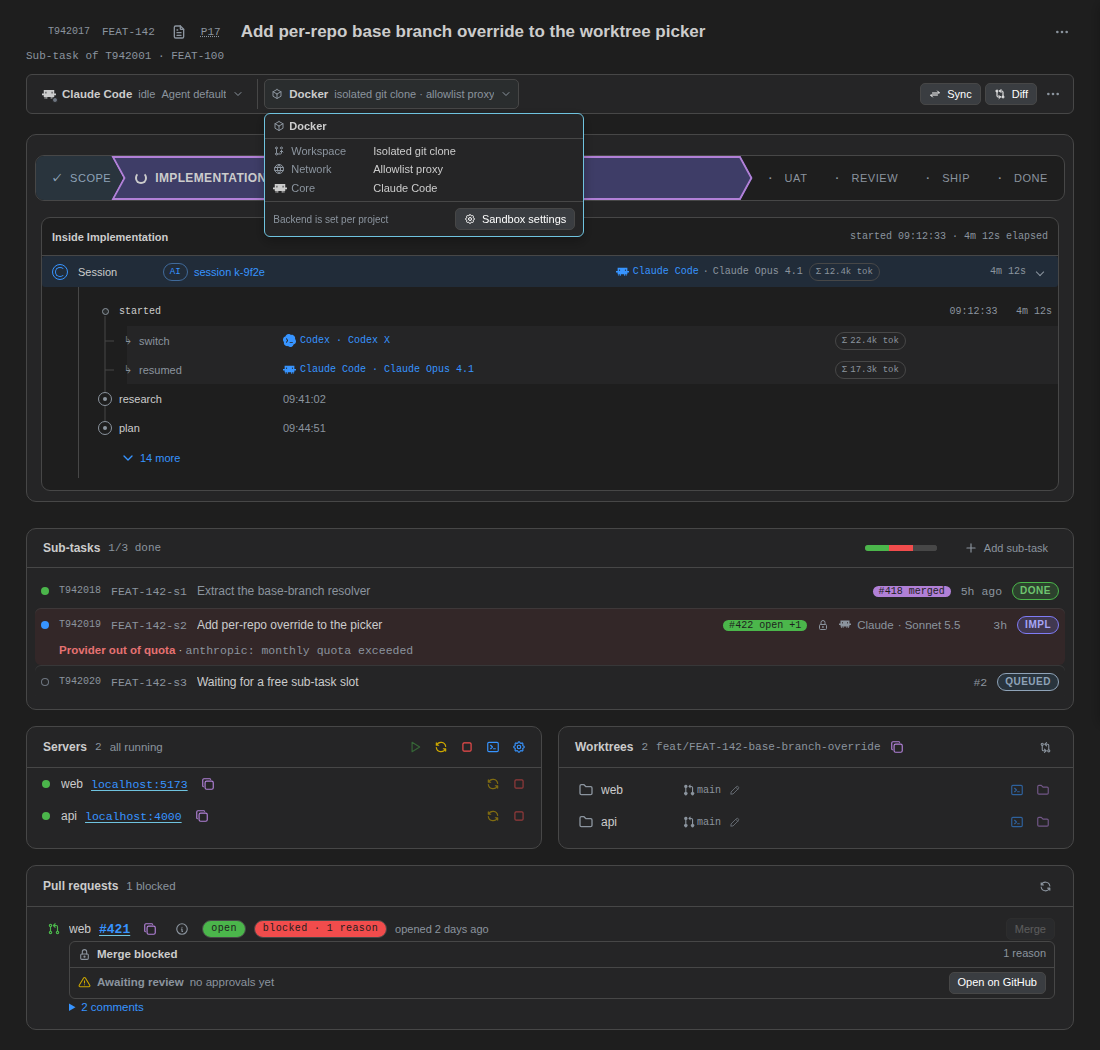 T942017 FEAT-142 P17 Add per-repo base branch override to the worktree picker
Sub-task of T942001 · FEAT-100
Claude Code idle Agent default Docker isolated git clone · allowlist proxy Sync Diff
Docker
Workspace Isolated git clone
Network Allowlist proxy
Core Claude Code
Backend is set per project Sandbox settings
SCOPE IMPLEMENTATION · UAT · REVIEW · SHIP · DONE
Inside Implementation started 09:12:33 · 4m 12s elapsed
Session AI session k-9f2e Claude Code · Claude Opus 4.1 Σ 12.4k tok 4m 12s
started 09:12:33 4m 12s
↳ switch Codex · Codex X Σ 22.4k tok
↳ resumed Claude Code · Claude Opus 4.1 Σ 17.3k tok
research 09:41:02
plan 09:44:51
14 more
Sub-tasks 1/3 done Add sub-task
T942018 FEAT-142-s1 Extract the base-branch resolver #418 merged 5h ago DONE
T942019 FEAT-142-s2 Add per-repo override to the picker #422 open +1 Claude · Sonnet 5.5 3h IMPL
Provider out of quota · anthropic: monthly quota exceeded
T942020 FEAT-142-s3 Waiting for a free sub-task slot #2 QUEUED
Servers 2 all running
web localhost:5173
api localhost:4000
Worktrees 2 feat/FEAT-142-base-branch-override
web main
api main
Pull requests 1 blocked
web #421 open blocked · 1 reason opened 2 days ago Merge
Merge blocked 1 reason
Awaiting review no approvals yet Open on GitHub
2 comments